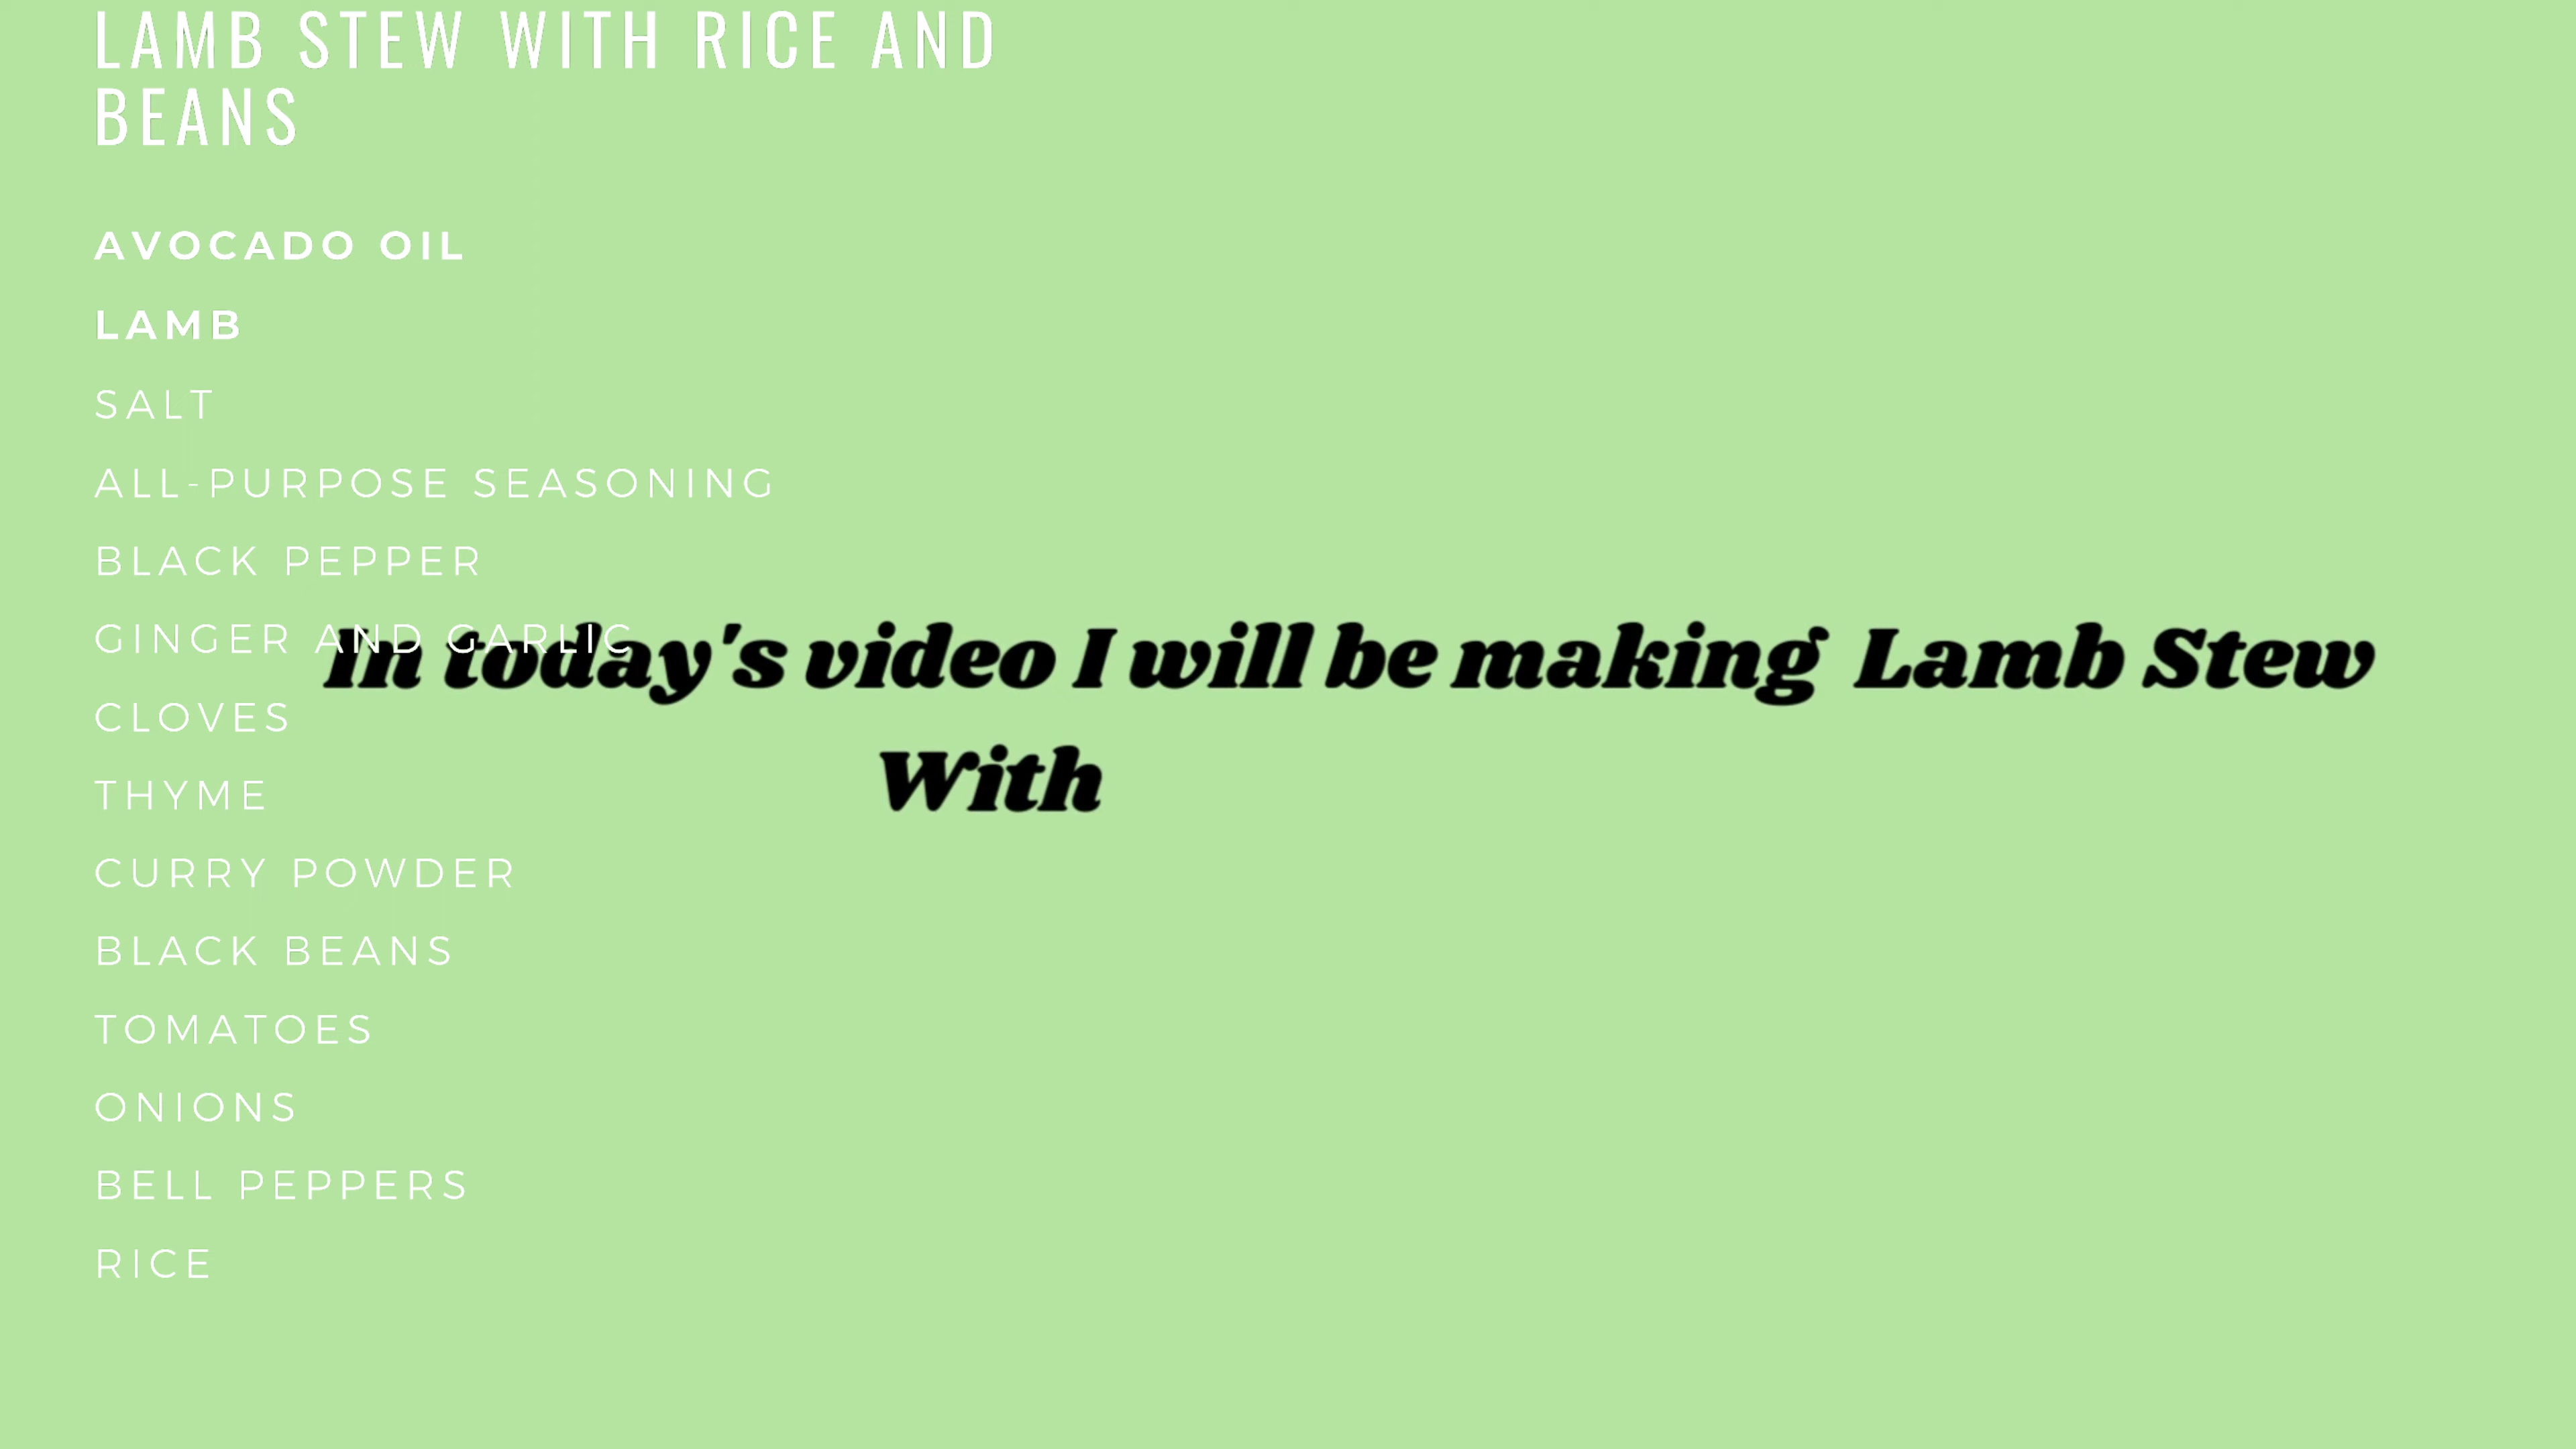 LAMB STEW WITH RICE AND
BEANS
AVOCADO OIL
LAMB
SALT
ALL-PURPOSE SEASONING
BLACK PEPPER
GINGER AND GARLIC
In today's video I will be making Lamb Stew
CLOVES
With
THYME
CURRY POWDER
BLACK BEANS
TOMATOES
ONIONS
BELL PEPPERS
RICE